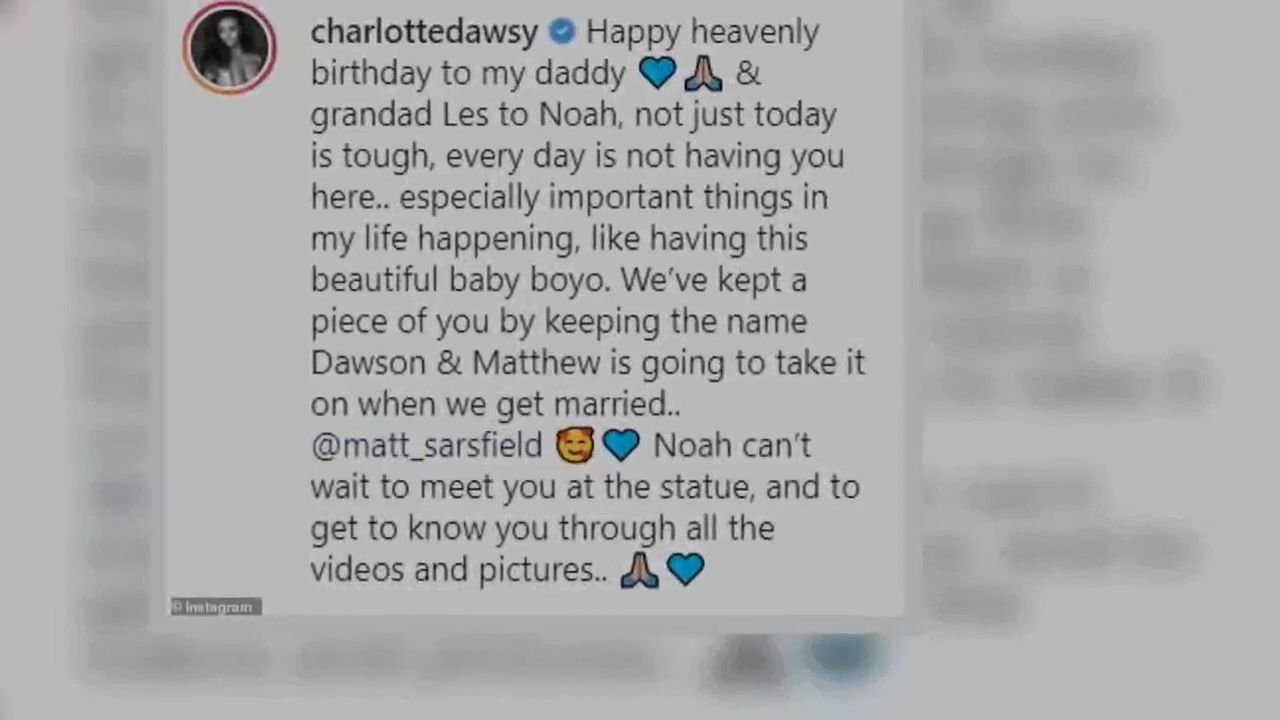 charlottedawsy Happy heavenly
birthday to my daddy 💙🙏🏼 &
grandad Les to Noah, not just today
is tough, every day is not having you
here.. especially important things in
my life happening, like having this
beautiful baby boyo. We've kept a
piece of you by keeping the name
Dawson & Matthew is going to take it
on when we get married..
@matt_sarsfield 🥰💙 Noah can't
wait to meet you at the statue, and to
get to know you through all the
videos and pictures.. 🙏🏼💙
© Instagram